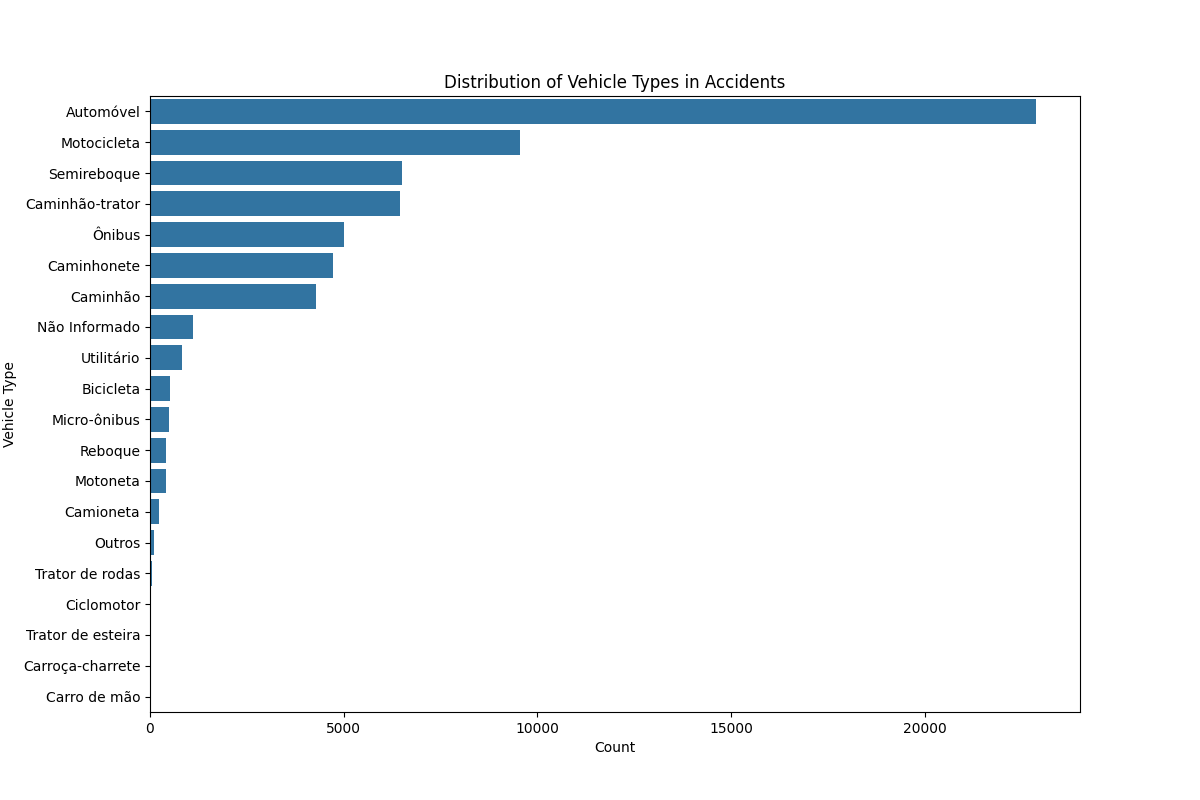 Distribution of Vehicle Types in Accidents
Automóvel
Motocicleta
Semireboque
Caminhão-trator
Ônibus
Caminhonete
Caminhão
Não Informado
Utilitário
Bicicleta
Micro-ônibus
Reboque
Motoneta
Camioneta
Outros
Trator de rodas
Ciclomotor
Trator de esteira
Carroça-charrete
Carro de mão
Vehicle Type
0 5000 10000 15000 20000
Count